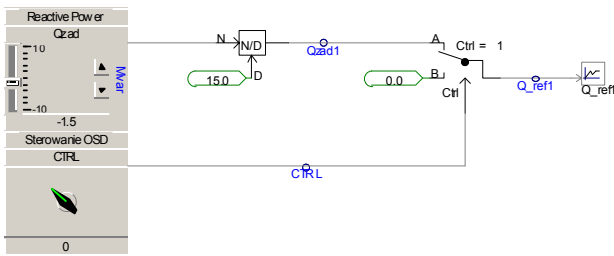 Reactive Power
Qzad
10
-10
Mvar
-1.5
Sterowanie OSD
CTRL
0
N
N/D
D
15.0
Qzad1
A
B
0.0
Ctrl = 1
Ctrl
CTRL
Q_ref1
Q_ref1